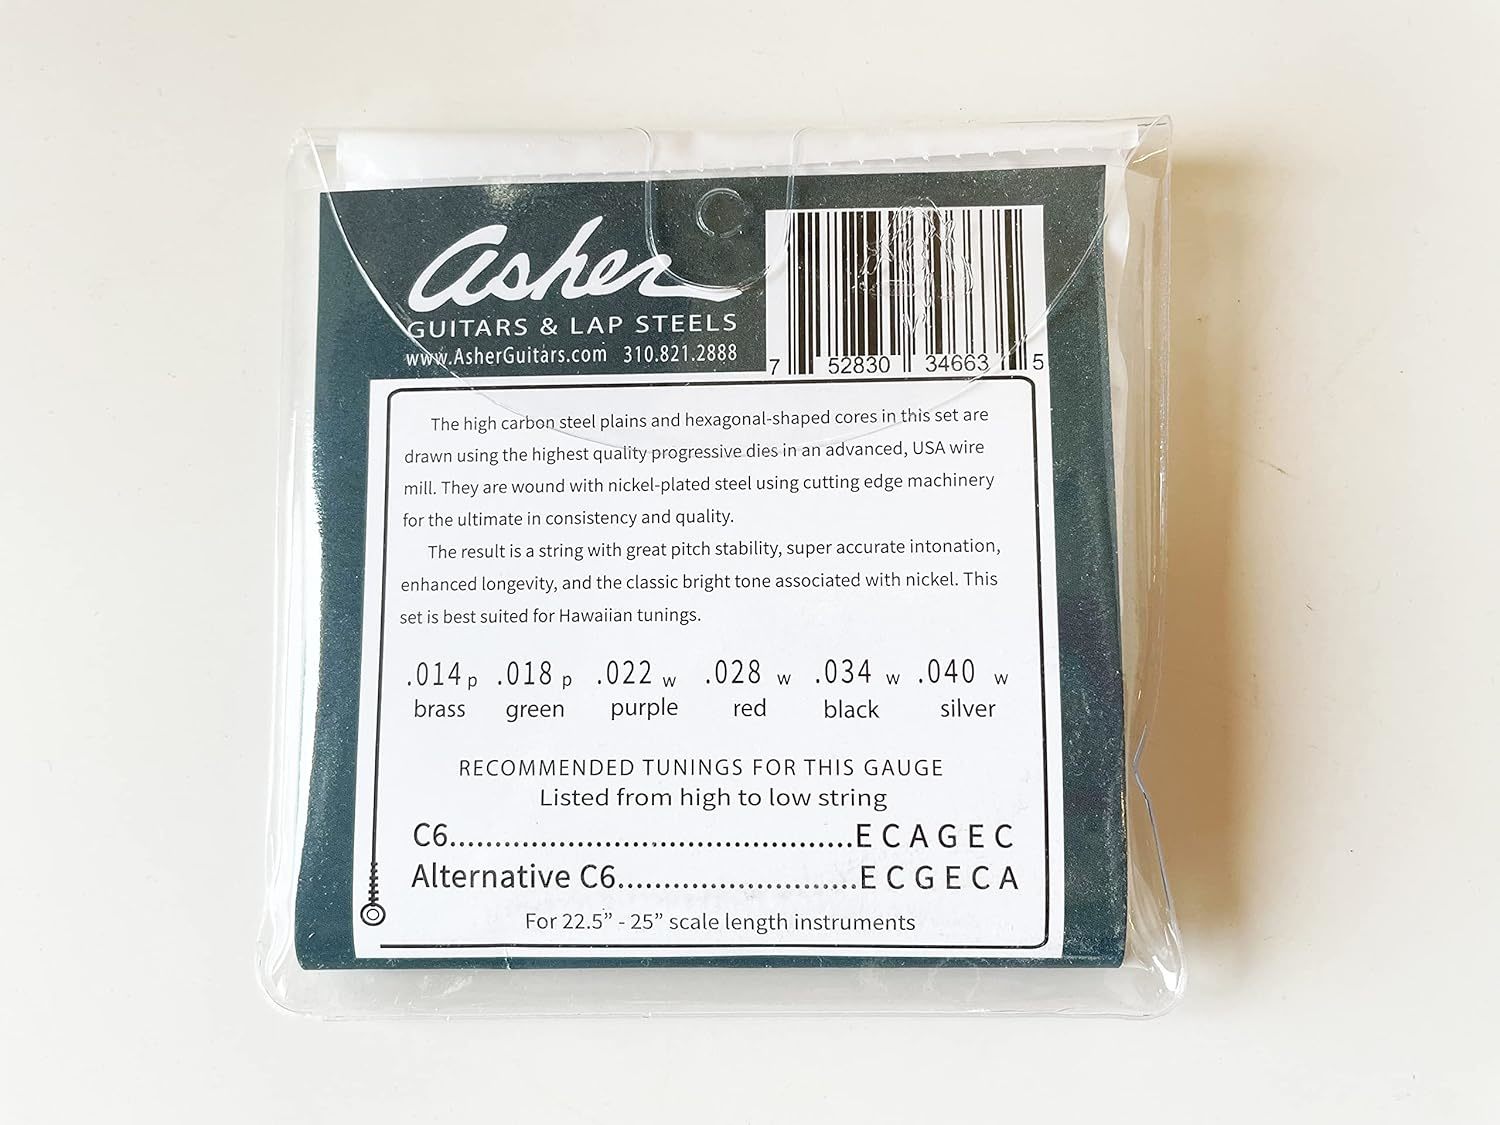 asher
GUITARS & LAP STEELS
www.AsherGuitars.com 310.821.2888
7 52830 34663 5
The high carbon steel plains and hexagonal-shaped cores in this set are
drawn using the highest quality progressive dies in an advanced, USA wire
mill. They are wound with nickel-plated steel using cutting edge machinery
for the ultimate in consistency and quality.
The result is a string with great pitch stability, super accurate intonation,
enhanced longevity, and the classic bright tone associated with nickel. This
set is best suited for Hawaiian tunings.
.014 p .018 p .022 w .028 w .034 w .040 w
brass green purple red black silver
RECOMMENDED TUNINGS FOR THIS GAUGE
Listed from high to low string
C6............................................E C A G E C
Alternative C6..........................E C G E C A
For 22.5” - 25” scale length instruments